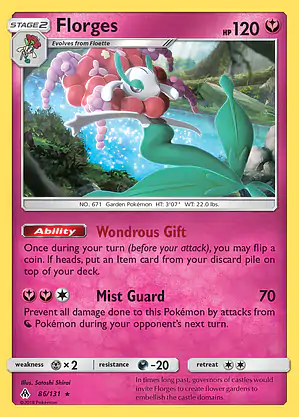 STAGE 2 Florges HP 120
Evolves from Floette
NO. 671 Garden Pokémon HT: 3'07" WT: 22.0 lbs.
Ability Wondrous Gift
Once during your turn (before your attack), you may flip
a coin. If heads, put an Item card from your discard pile on
top of your deck.
Mist Guard 70
Prevent all damage done to this Pokémon by attacks from
Pokémon during your opponent's next turn.
weakness ×2 resistance -20 retreat
Illus. Satoshi Shirai
86/131
©2018 Pokémon
In times long past, governors of castles would
invite Florges to create flower gardens to
embellish the castle domains.